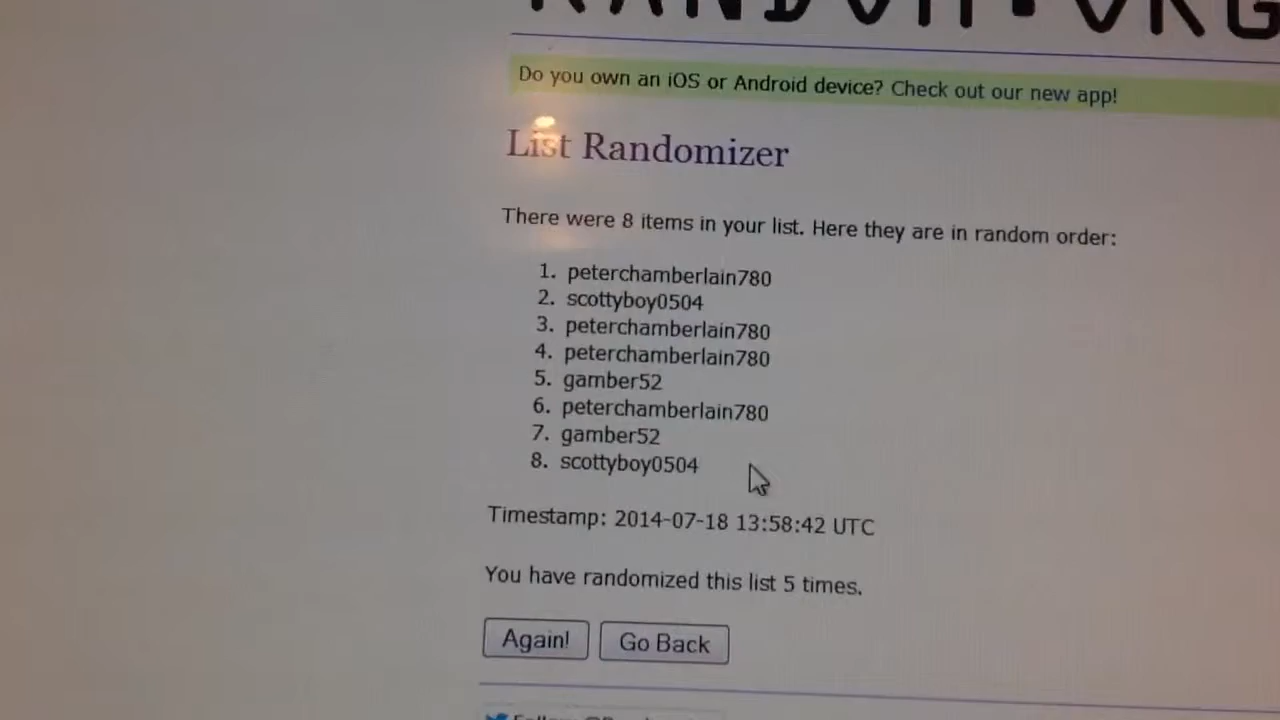 RANDOM.ORG
Do you own an iOS or Android device? Check out our new app!
List Randomizer
There were 8 items in your list. Here they are in random order:
1. peterchamberlain780
2. scottyboy0504
3. peterchamberlain780
4. peterchamberlain780
5. gamber52
6. peterchamberlain780
7. gamber52
8. scottyboy0504
Timestamp: 2014-07-18 13:58:42 UTC
You have randomized this list 5 times.
Again! Go Back
Follow